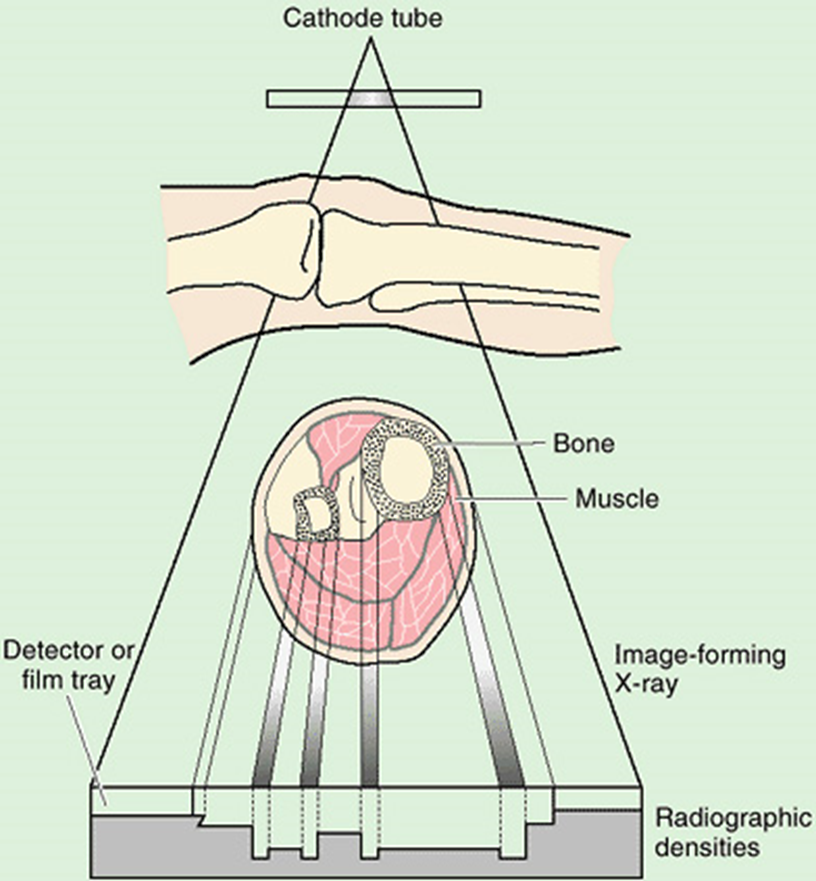 Cathode tube
Bone
Muscle
Detector or
film tray
Image-forming
X-ray
Radiographic
densities